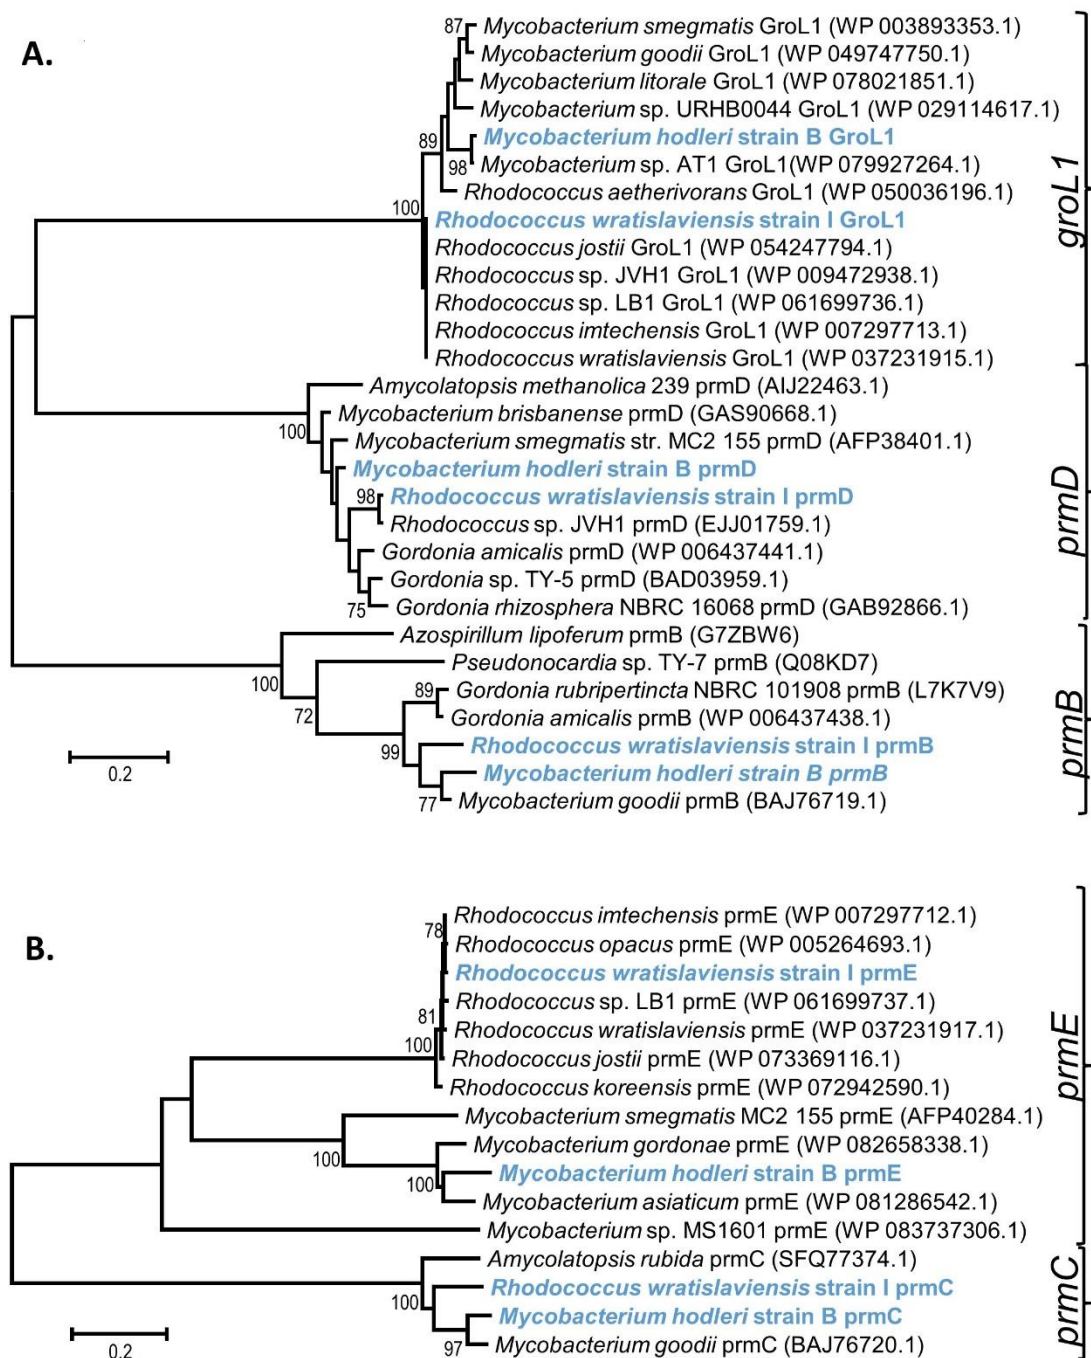 A.
87 Mycobacterium smegmatis GroL1 (WP 003893353.1)
Mycobacterium goodii GroL1 (WP 049747750.1)
Mycobacterium litorale GroL1 (WP 078021851.1)
Mycobacterium sp. URHB0044 GroL1 (WP 029114617.1)
89 Mycobacterium hodleri strain B GroL1
98 Mycobacterium sp. AT1 GroL1(WP 079927264.1)
Rhodococcus aetherivorans GroL1 (WP 050036196.1)
100
Rhodococcus wratislaviensis strain I GroL1
Rhodococcus jostii GroL1 (WP 054247794.1)
Rhodococcus sp. JVH1 GroL1 (WP 009472938.1)
Rhodococcus sp. LB1 GroL1 (WP 061699736.1)
Rhodococcus imtechensis GroL1 (WP 007297713.1)
Rhodococcus wratislaviensis GroL1 (WP 037231915.1)
groL1
Amycolatopsis methanolica 239 prmD (AIJ22463.1)
Mycobacterium brisbanense prmD (GAS90668.1)
100
Mycobacterium smegmatis str. MC2 155 prmD (AFP38401.1)
Mycobacterium hodleri strain B prmD
98 Rhodococcus wratislaviensis strain I prmD
Rhodococcus sp. JVH1 prmD (EJJ01759.1)
Gordonia amicalis prmD (WP 006437441.1)
Gordonia sp. TY-5 prmD (BAD03959.1)
75 Gordonia rhizosphera NBRC 16068 prmD (GAB92866.1)
prmD
Azospirillum lipoferum prmB (G7ZBW6)
Pseudonocardia sp. TY-7 prmB (Q08KD7)
100
89 Gordonia rubripertincta NBRC 101908 prmB (L7K7V9)
72 Gordonia amicalis prmB (WP 006437438.1)
99 Rhodococcus wratislaviensis strain I prmB
Mycobacterium hodleri strain B prmB
77 Mycobacterium goodii prmB (BAJ76719.1)
prmB
0.2
B.
Rhodococcus imtechensis prmE (WP 007297712.1)
78 Rhodococcus opacus prmE (WP 005264693.1)
Rhodococcus wratislaviensis strain I prmE
Rhodococcus sp. LB1 prmE (WP 061699737.1)
81 Rhodococcus wratislaviensis prmE (WP 037231917.1)
100 Rhodococcus jostii prmE (WP 073369116.1)
Rhodococcus koreensis prmE (WP 072942590.1)
Mycobacterium smegmatis MC2 155 prmE (AFP40284.1)
Mycobacterium gordonae prmE (WP 082658338.1)
100
100 Mycobacterium hodleri strain B prmE
Mycobacterium asiaticum prmE (WP 081286542.1)
Mycobacterium sp. MS1601 prmE (WP 083737306.1)
prmE
Amycolatopsis rubida prmC (SFQ77374.1)
Rhodococcus wratislaviensis strain I prmC
100
Mycobacterium hodleri strain B prmC
97 Mycobacterium goodii prmC (BAJ76720.1)
prmC
0.2